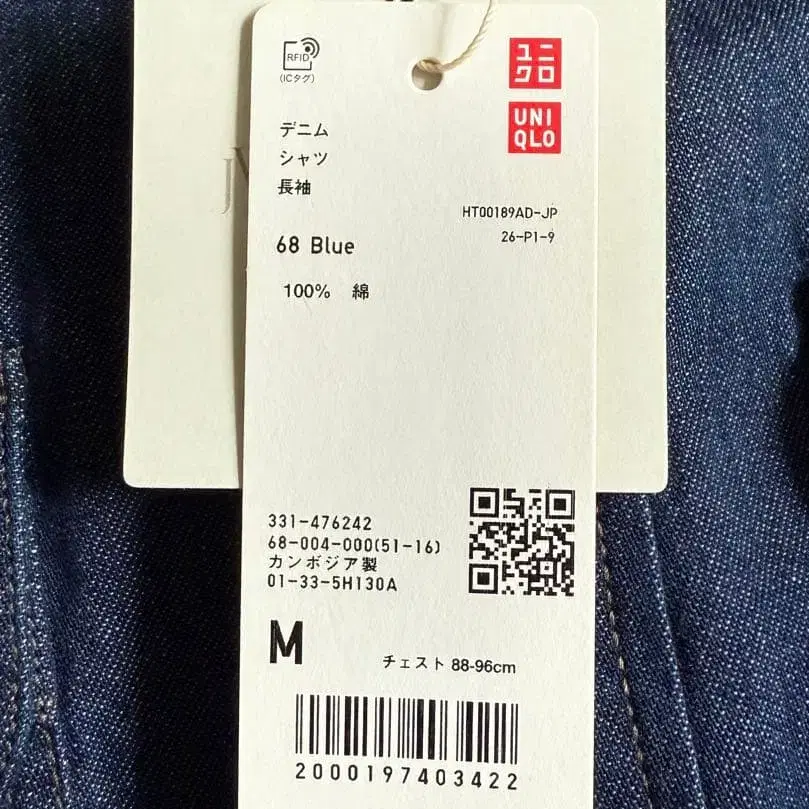 RFID
(ICタグ)
ユニ
クロ
UNI
QLO
デニム
シャツ
長袖
HT00189AD-JP
26-P1-9
68 Blue
100% 綿
331-476242
68-004-000(51-16)
カンボジア製
01-33-5H130A
M
チェスト 88-96cm
2000197403422